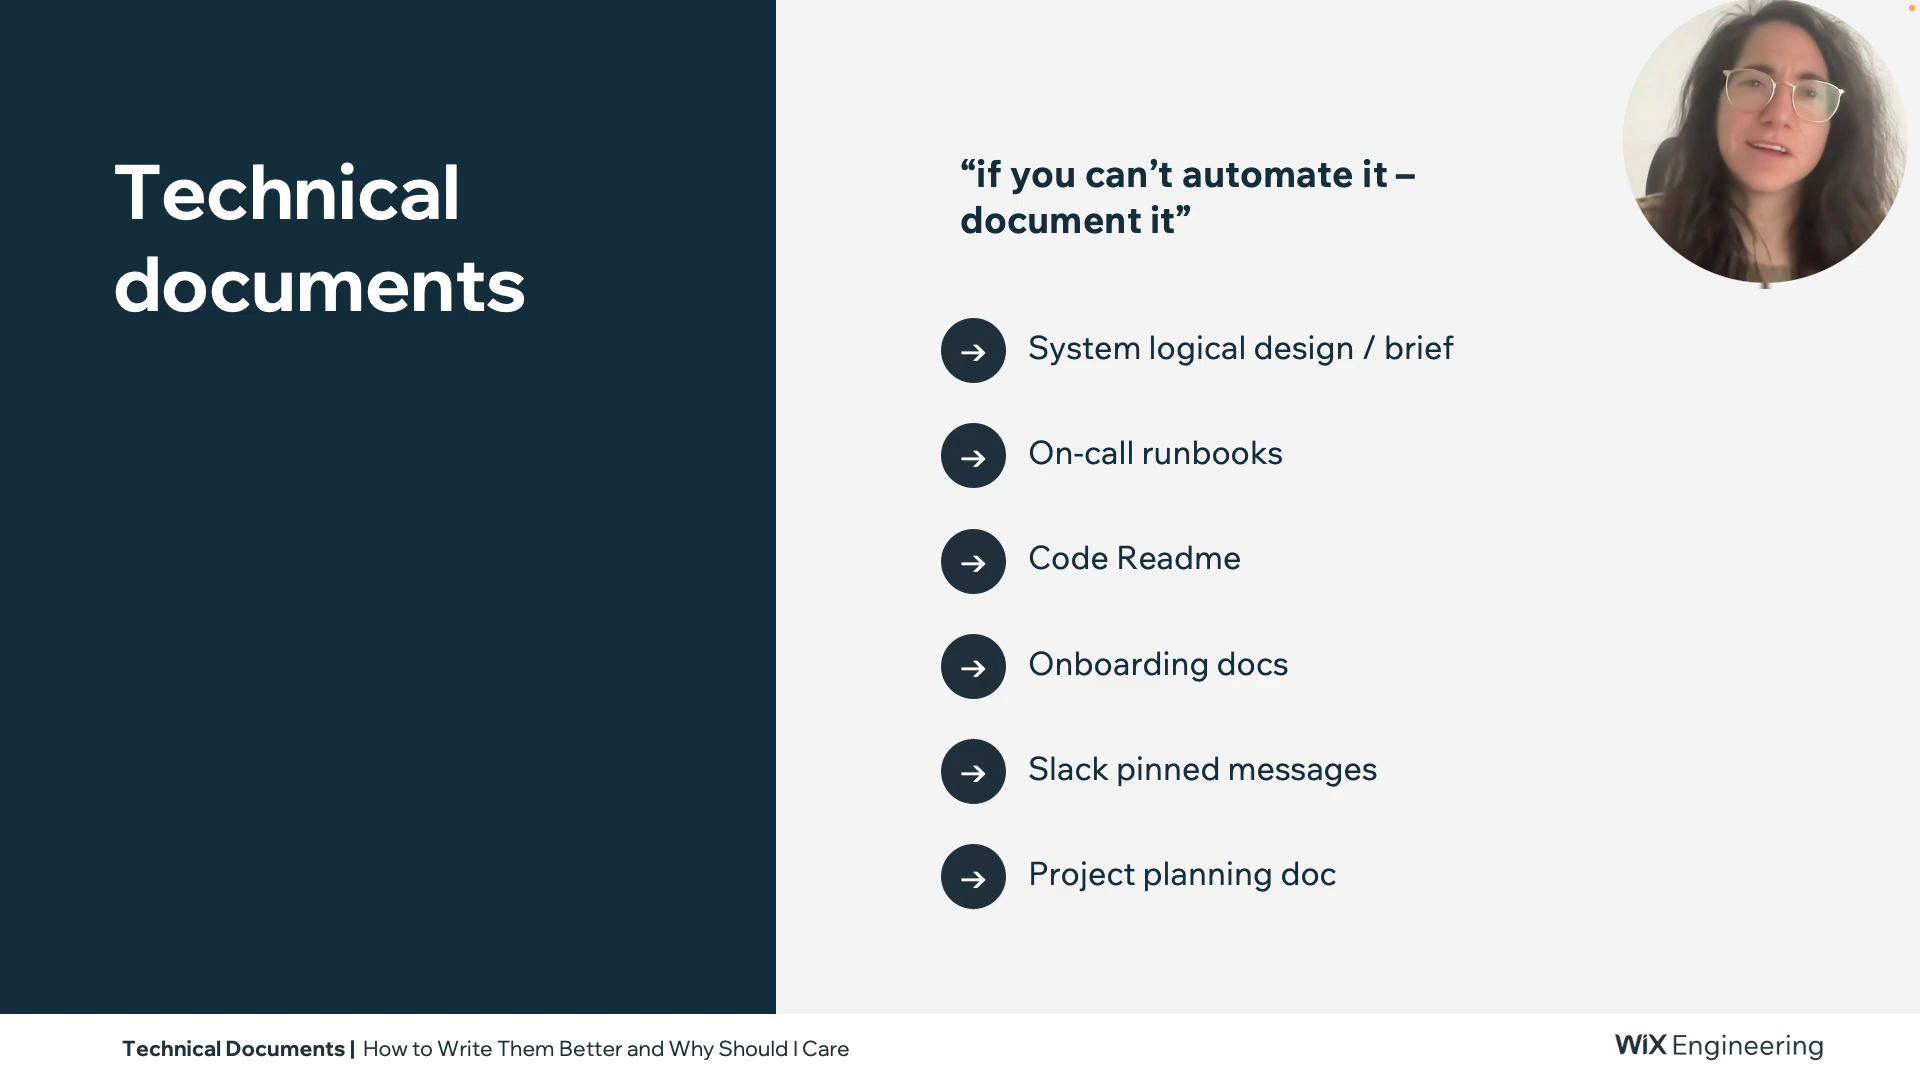 Technical
documents
“if you can’t automate it –
document it”
System logical design / brief
On-call runbooks
Code Readme
Onboarding docs
Slack pinned messages
Project planning doc
Technical Documents | How to Write Them Better and Why Should I Care
WiX Engineering